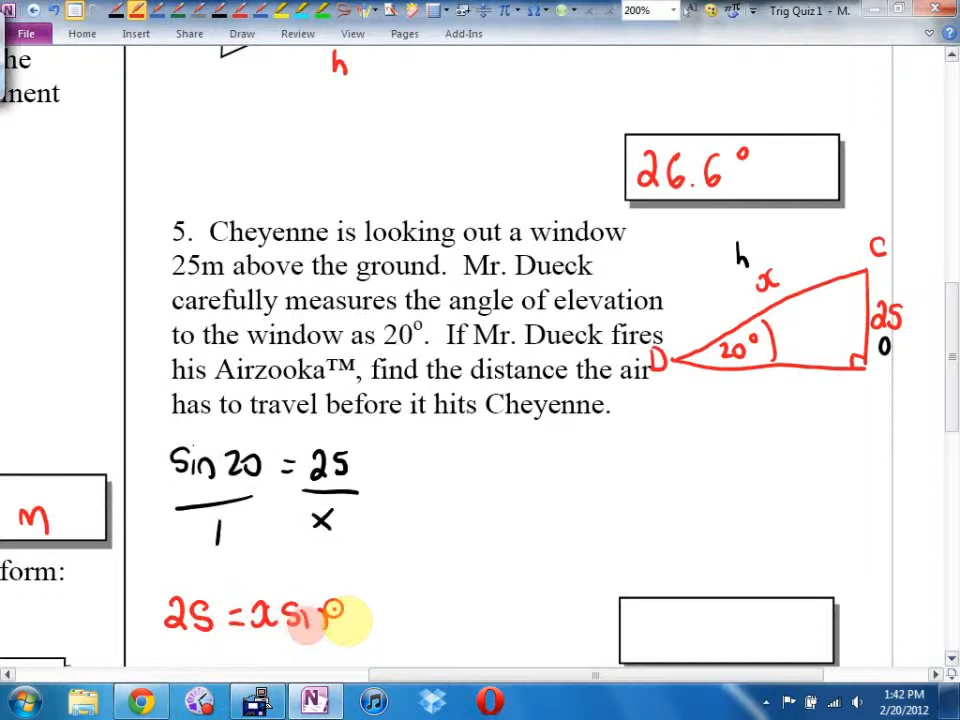 200%
Trig Quiz 1 - M.
File Home Insert Share Draw Review View Pages Add-Ins
he
ment
h
26.6°
5. Cheyenne is looking out a window
25m above the ground. Mr. Dueck
carefully measures the angle of elevation
to the window as 20°. If Mr. Dueck fires
his Airzooka™, find the distance the air
has to travel before it hits Cheyenne.
h
x
C
25
O
20°
D
sin 20 = 25
1 x
m
form:
25 = x sin
1:42 PM
2/20/2012